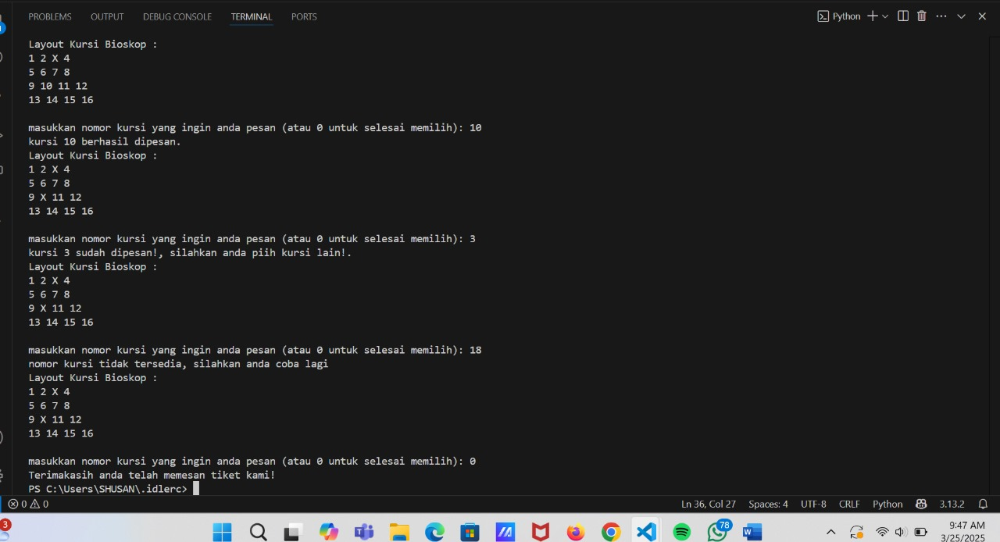 PROBLEMS OUTPUT DEBUG CONSOLE TERMINAL PORTS Python
Layout Kursi Bioskop :
1 2 X 4
5 6 7 8
9 10 11 12
13 14 15 16
masukkan nomor kursi yang ingin anda pesan (atau 0 untuk selesai memilih): 10
kursi 10 berhasil dipesan.
Layout Kursi Bioskop :
1 2 X 4
5 6 7 8
9 X 11 12
13 14 15 16
masukkan nomor kursi yang ingin anda pesan (atau 0 untuk selesai memilih): 3
kursi 3 sudah dipesan!, silahkan anda piih kursi lain!.
Layout Kursi Bioskop :
1 2 X 4
5 6 7 8
9 X 11 12
13 14 15 16
masukkan nomor kursi yang ingin anda pesan (atau 0 untuk selesai memilih): 18
nomor kursi tidak tersedia, silahkan anda coba lagi
Layout Kursi Bioskop :
1 2 X 4
5 6 7 8
9 X 11 12
13 14 15 16
masukkan nomor kursi yang ingin anda pesan (atau 0 untuk selesai memilih): 0
Terimakasih anda telah memesan tiket kami!
PS C:\Users\SHUSAN\.idlerc>
0 0 Ln 36, Col 27 Spaces: 4 UTF-8 CRLF Python 3.13.2
3 78 9:47 AM
3/25/2025